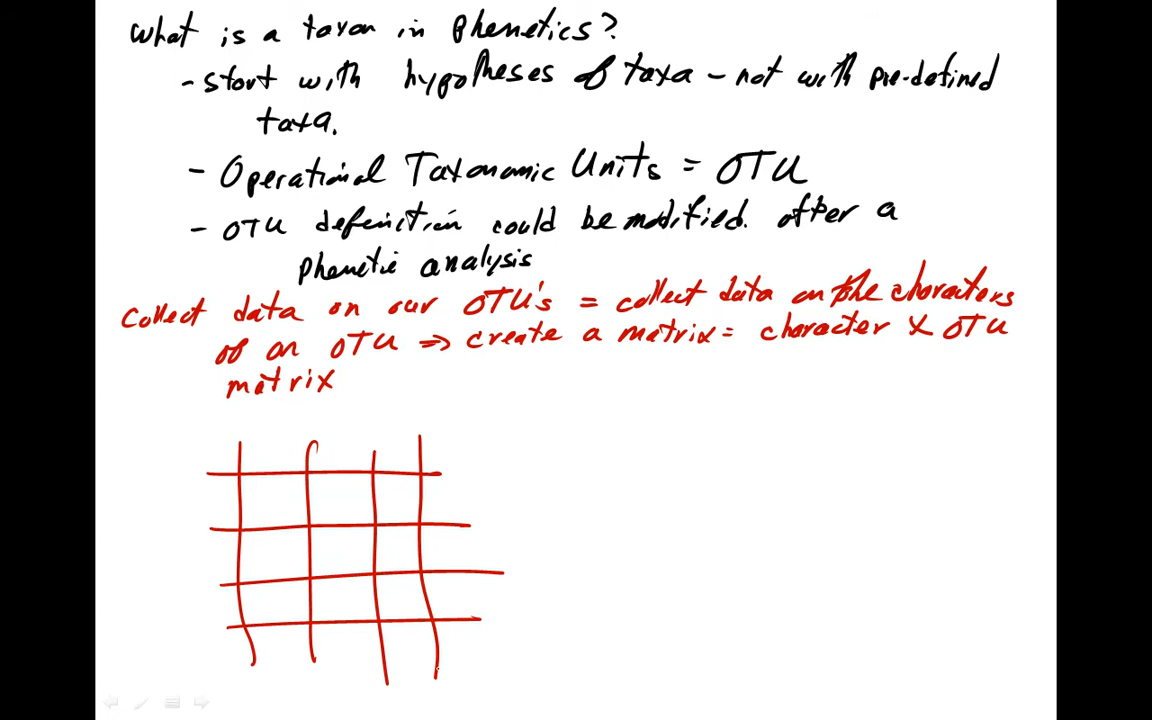 What is a taxon in Phenetics?
- start with hypotheses of taxa - not with pre-defined
taxa.
- Operational Taxonomic Units = OTU
- OTU definition could be modified. after a
phenetic analysis
collect data on our OTU's = collect data on the characters
of an OTU => create a matrix = character X OTU
matrix